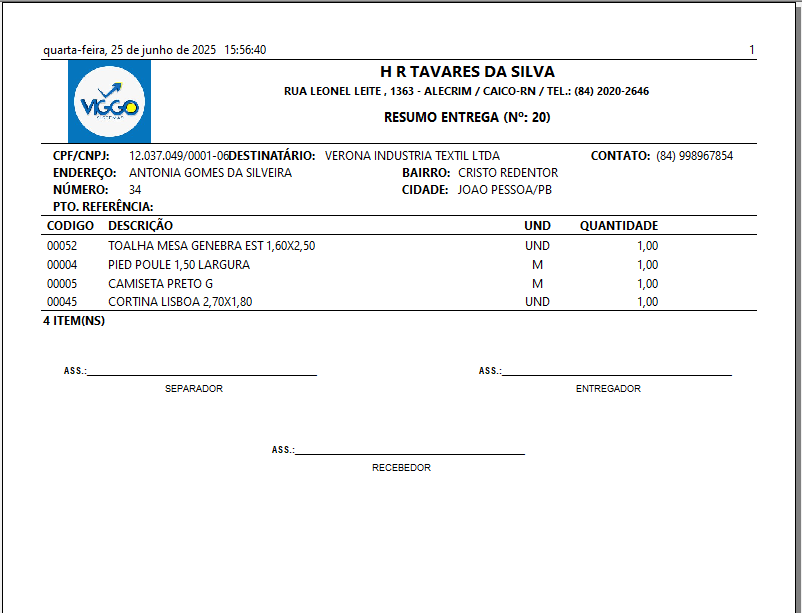 quarta-feira, 25 de junho de 2025 15:56:40 1
VIGGO
SISTEMAS
H R TAVARES DA SILVA
RUA LEONEL LEITE , 1363 - ALECRIM / CAICO-RN / TEL.: (84) 2020-2646
RESUMO ENTREGA (Nº: 20)
CPF/CNPJ: 12.037.049/0001-06 DESTINATÁRIO: VERONA INDUSTRIA TEXTIL LTDA CONTATO: (84) 998967854
ENDEREÇO: ANTONIA GOMES DA SILVEIRA BAIRRO: CRISTO REDENTOR
NÚMERO: 34 CIDADE: JOAO PESSOA/PB
PTO. REFERÊNCIA:
CODIGO DESCRIÇÃO UND QUANTIDADE
00052 TOALHA MESA GENEBRA EST 1,60X2,50 UND 1,00
00004 PIED POULE 1,50 LARGURA M 1,00
00005 CAMISETA PRETO G M 1,00
00045 CORTINA LISBOA 2,70X1,80 UND 1,00
4 ITEM(NS)
ASS.: ASS.:
SEPARADOR ENTREGADOR
ASS.:
RECEBEDOR